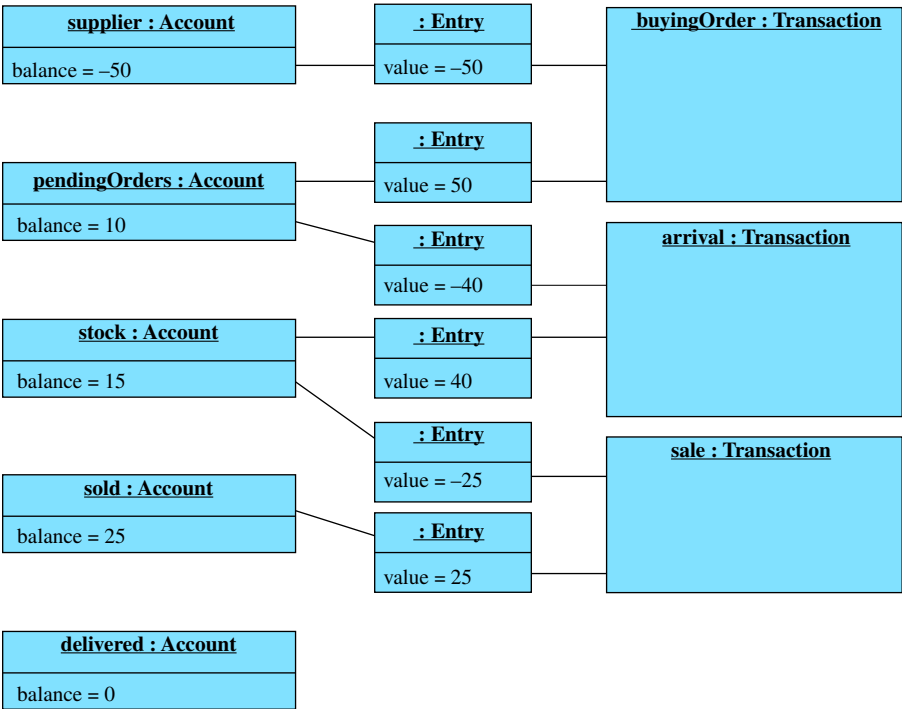 supplier : Account
balance = –50
: Entry
value = –50
buyingOrder : Transaction
: Entry
value = 50
pendingOrders : Account
balance = 10
: Entry
value = –40
arrival : Transaction
stock : Account
balance = 15
: Entry
value = 40
: Entry
value = –25
sale : Transaction
sold : Account
balance = 25
: Entry
value = 25
delivered : Account
balance = 0